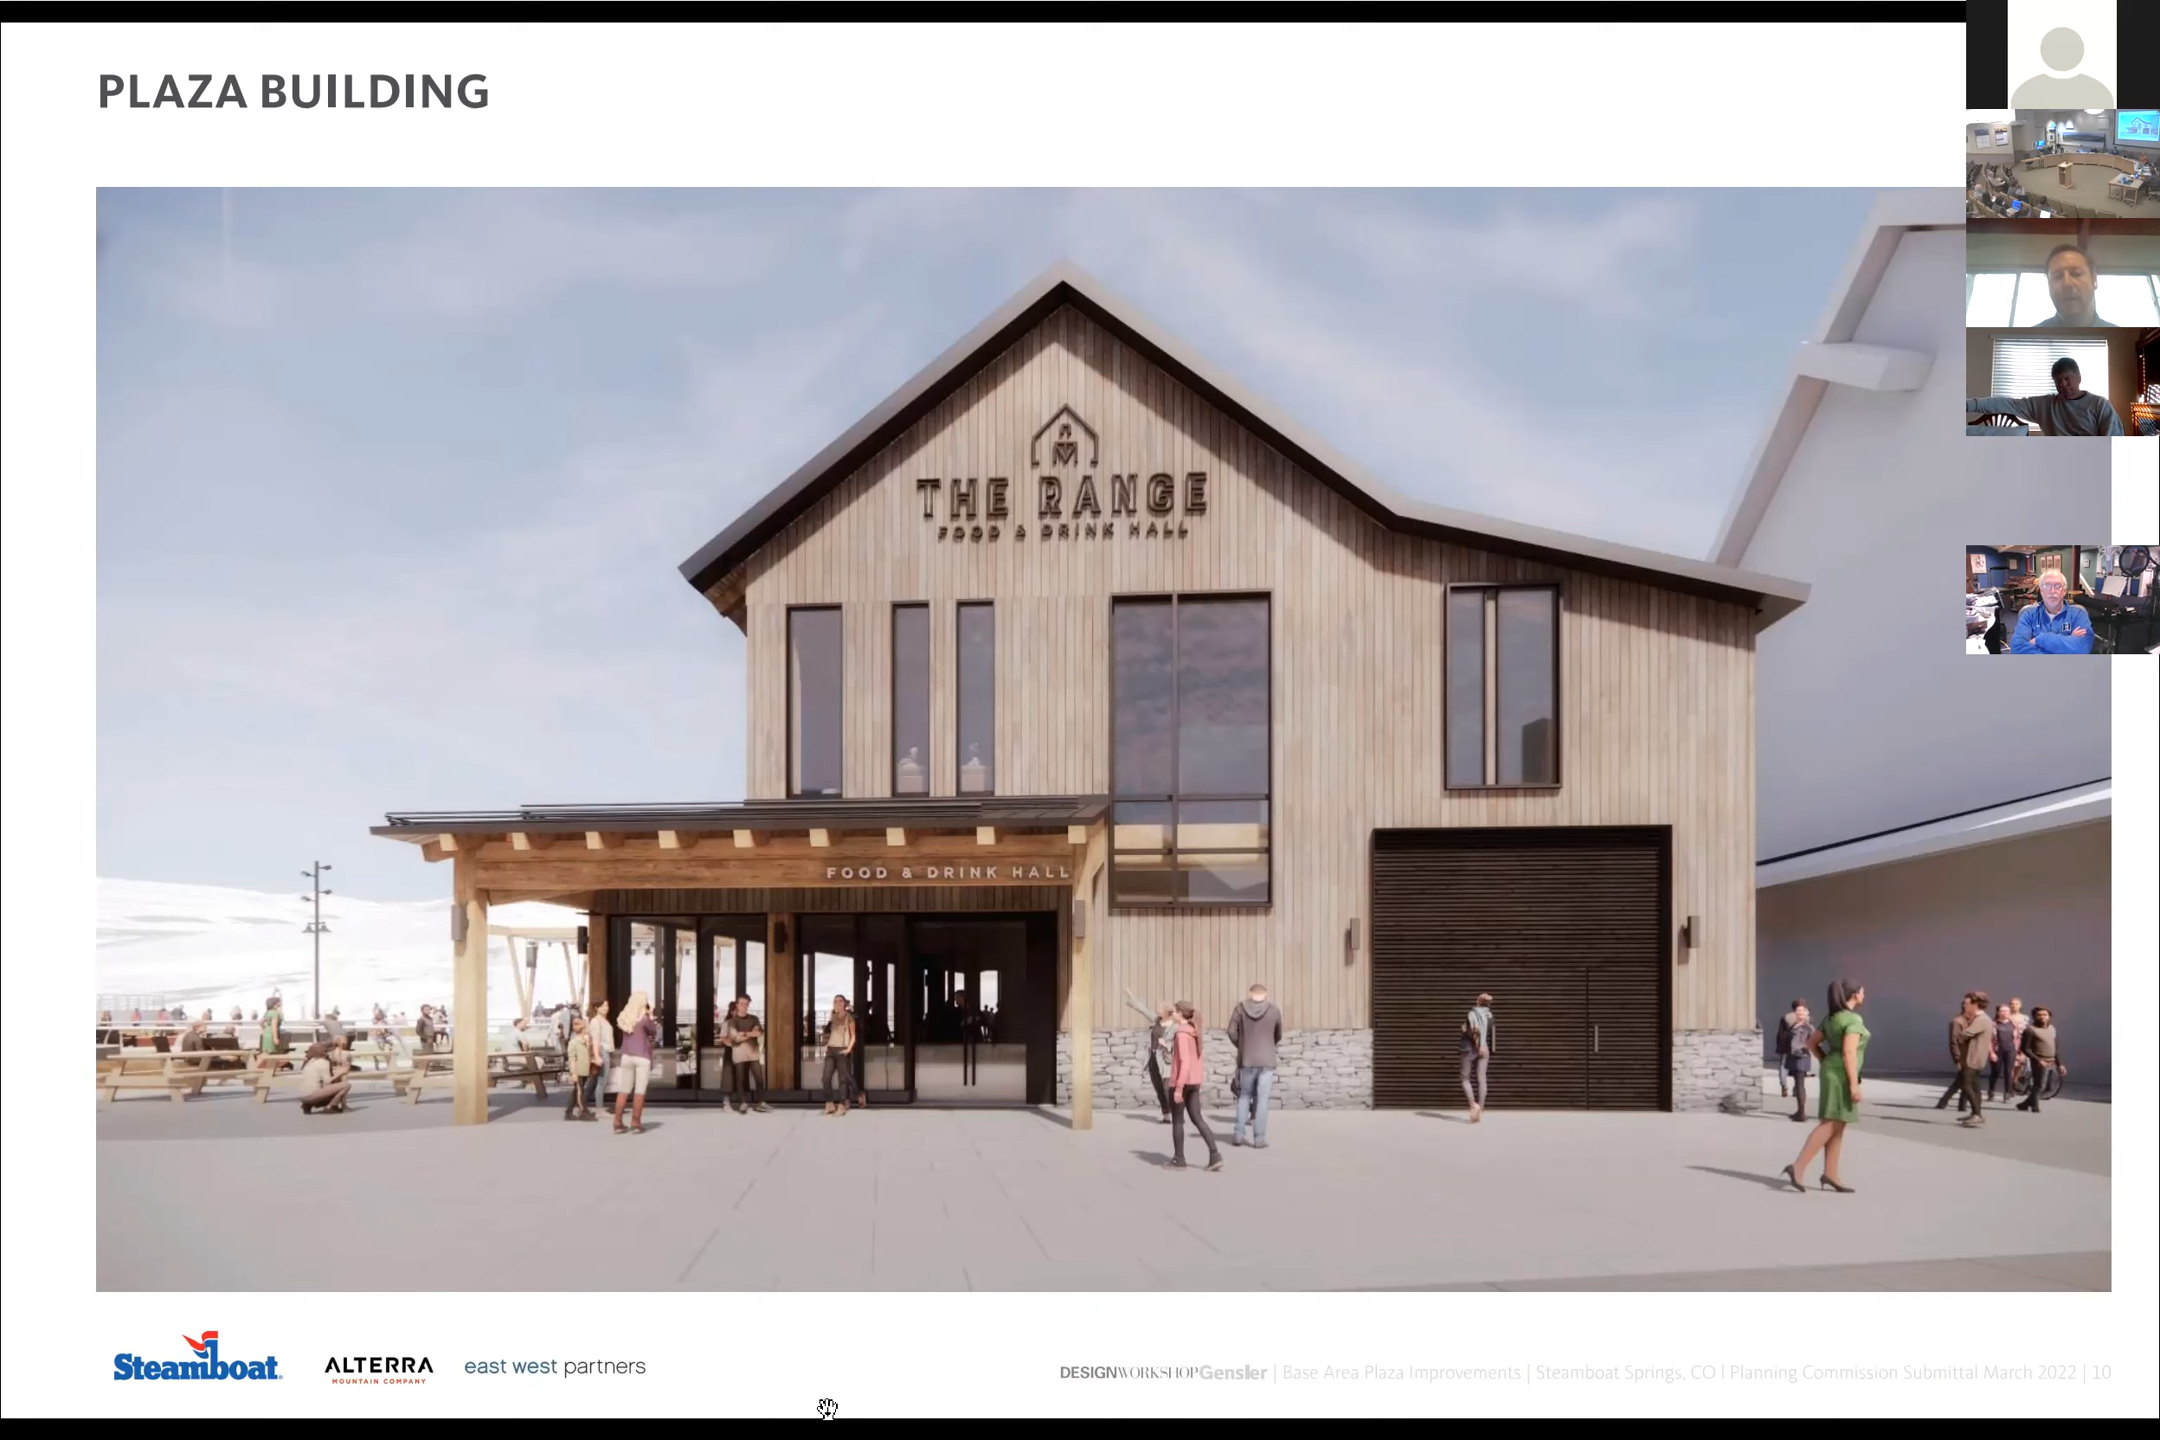 PLAZA BUILDING
THE RANGE
FOOD & DRINK HALL
FOOD & DRINK HALL
Steamboat
ALTERRA
MOUNTAIN COMPANY
east west partners
DESIGNWORKSHOP Gensler | Base Area Plaza Improvements | Steamboat Springs, CO | Planning Commission Submittal March 2022 | 10